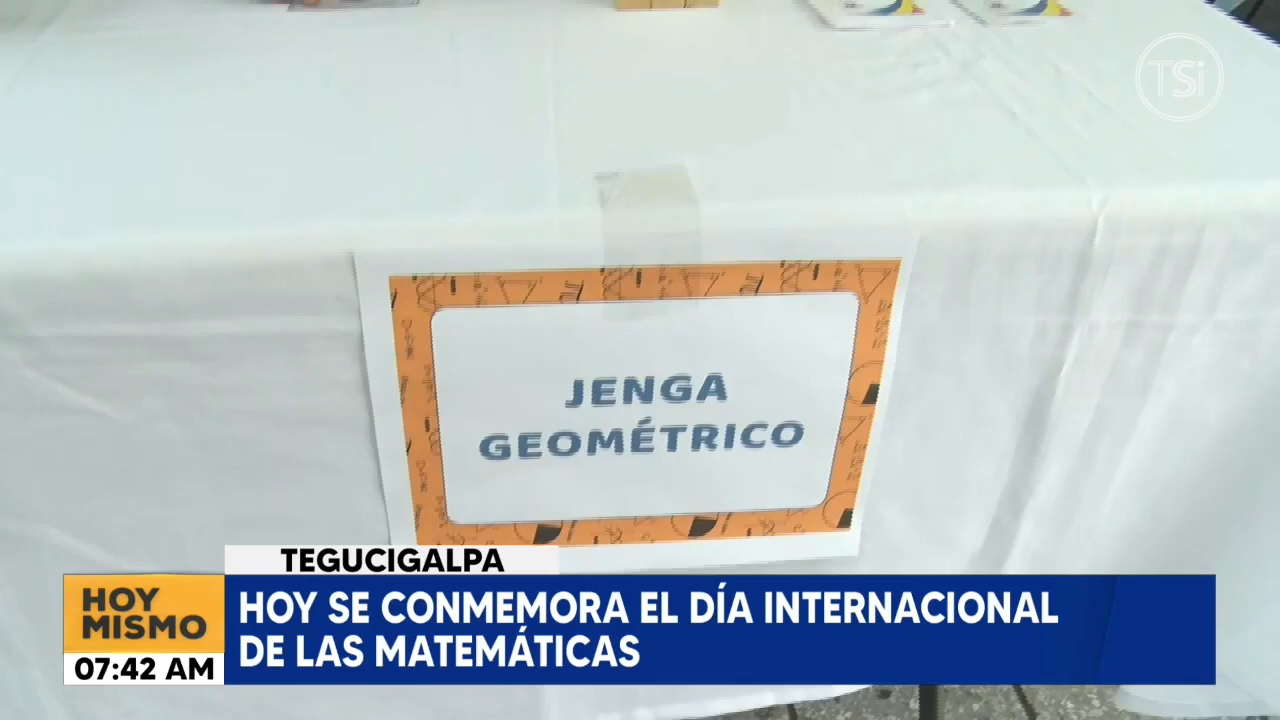 TSi
JENGA
GEOMÉTRICO
TEGUCIGALPA
HOY
MISMO
07:42 AM
HOY SE CONMEMORA EL DÍA INTERNACIONAL
DE LAS MATEMÁTICAS